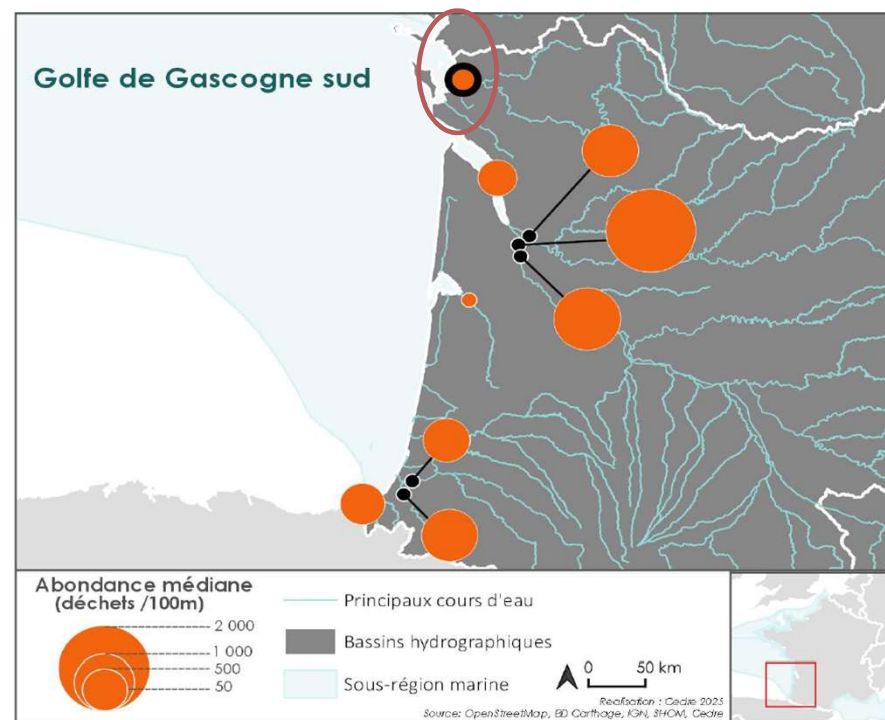 Golfe de Gascogne sud
Abondance médiane
(déchets /100m)
2 000
1 000
500
50
Principaux cours d'eau
Bassins hydrographiques
Sous-région marine
0 50 km
Realisation : Cedre 2025
Source: OpenStreetMap, BD Carthage, IGN, SHOM, Cedre